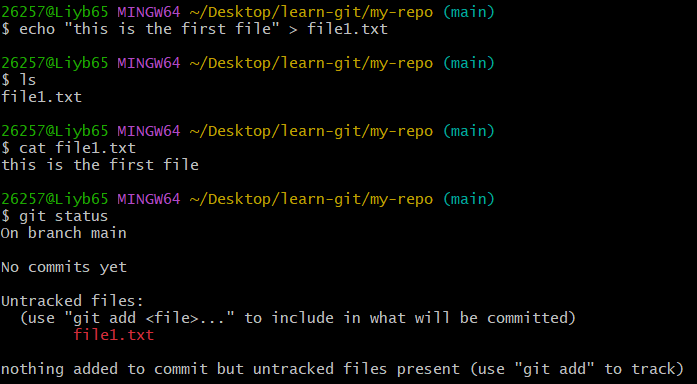 26257@Liyb65 MINGW64 ~/Desktop/learn-git/my-repo (main)
$ echo "this is the first file" > file1.txt

26257@Liyb65 MINGW64 ~/Desktop/learn-git/my-repo (main)
$ ls
file1.txt

26257@Liyb65 MINGW64 ~/Desktop/learn-git/my-repo (main)
$ cat file1.txt
this is the first file

26257@Liyb65 MINGW64 ~/Desktop/learn-git/my-repo (main)
$ git status
On branch main

No commits yet

Untracked files:
  (use "git add <file>..." to include in what will be committed)
        file1.txt

nothing added to commit but untracked files present (use "git add" to track)